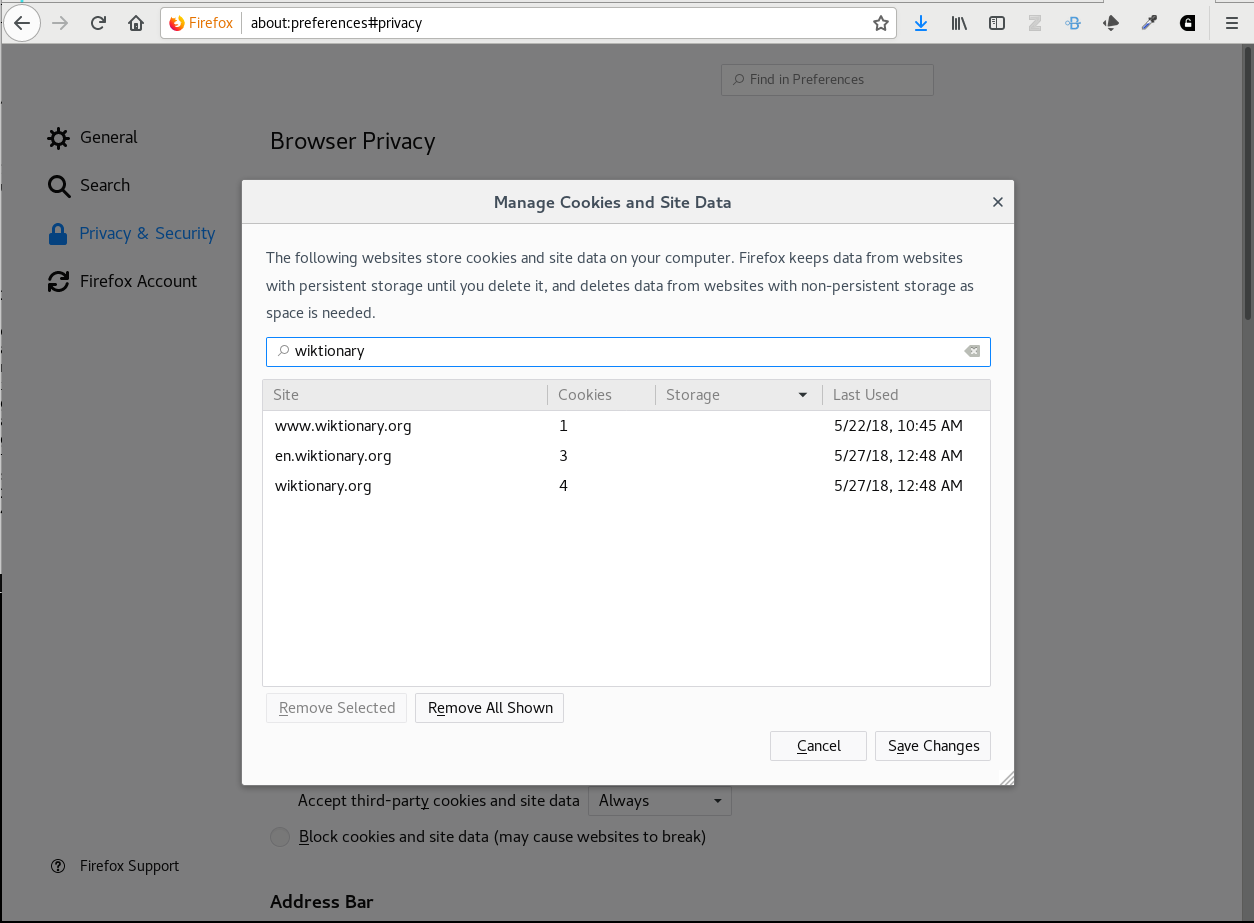 Firefox
about:preferences#privacy
Find in Preferences
General
Search
Privacy & Security
Firefox Account
Browser Privacy
Manage Cookies and Site Data
The following websites store cookies and site data on your computer. Firefox keeps data from websites
with persistent storage until you delete it, and deletes data from websites with non-persistent storage as
space is needed.
wiktionary
Site Cookies Storage Last Used
www.wiktionary.org 1 5/22/18, 10:45 AM
en.wiktionary.org 3 5/27/18, 12:48 AM
wiktionary.org 4 5/27/18, 12:48 AM
Remove Selected Remove All Shown
Cancel Save Changes
Accept third-party cookies and site data Always
Block cookies and site data (may cause websites to break)
Firefox Support
Address Bar